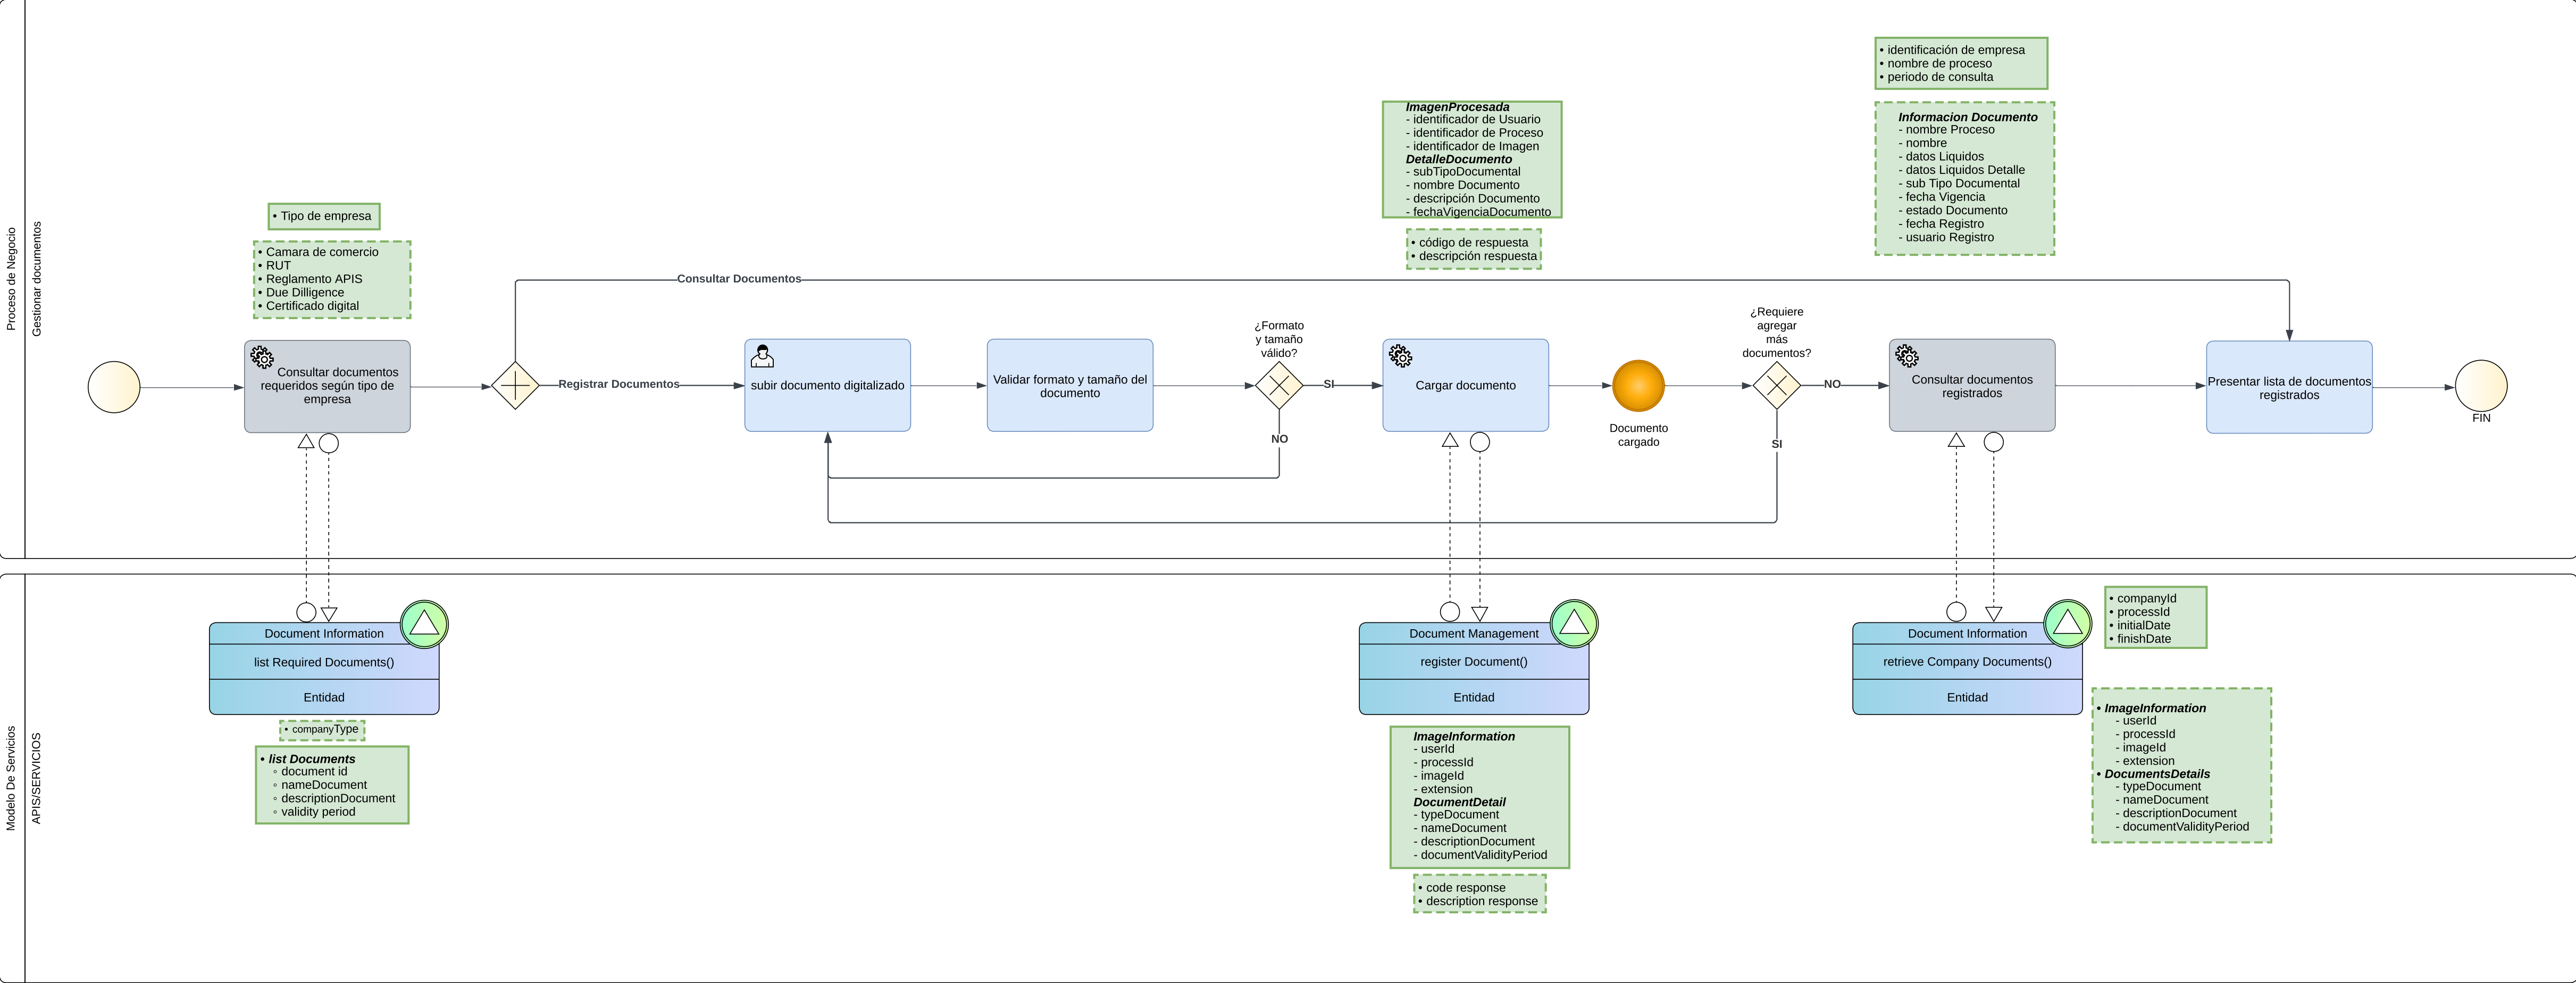 Proceso de Negocio
Gestionar documentos
• Tipo de empresa
• Camara de comercio
• RUT
• Reglamento APIS
• Due Dilligence
• Certificado digital
Consultar documentos
requeridos según tipo de
empresa
Consultar Documentos
Registrar Documentos
subir documento digitalizado
Validar formato y tamaño del
documento
¿Formato
y tamaño
válido?
SI
NO
ImagenProcesada
- identificador de Usuario
- identificador de Proceso
- identificador de Imagen
DetalleDocumento
- subTipoDocumental
- nombre Documento
- descripción Documento
- fechaVigenciaDocumento
• código de respuesta
• descripción respuesta
Cargar documento
Documento
cargado
¿Requiere
agregar
más
documentos?
NO
SI
• identificación de empresa
• nombre de proceso
• periodo de consulta
Informacion Documento
- nombre Proceso
- nombre
- datos Liquidos
- datos Liquidos Detalle
- sub Tipo Documental
- fecha Vigencia
- estado Documento
- fecha Registro
- usuario Registro
Consultar documentos
registrados
Presentar lista de documentos
registrados
FIN
Modelo De Servicios
APIS/SERVICIOS
Document Information
list Required Documents()
Entidad
• companyType
• list Documents
◦ document id
◦ nameDocument
◦ descriptionDocument
◦ validity period
Document Management
register Document()
Entidad
ImageInformation
- userId
- processId
- imageId
- extension
DocumentDetail
- typeDocument
- nameDocument
- descriptionDocument
- documentValidityPeriod
• code response
• description response
Document Information
retrieve Company Documents()
Entidad
• companyId
• processId
• initialDate
• finishDate
• ImageInformation
- userId
- processId
- imageId
- extension
• DocumentsDetails
- typeDocument
- nameDocument
- descriptionDocument
- documentValidityPeriod